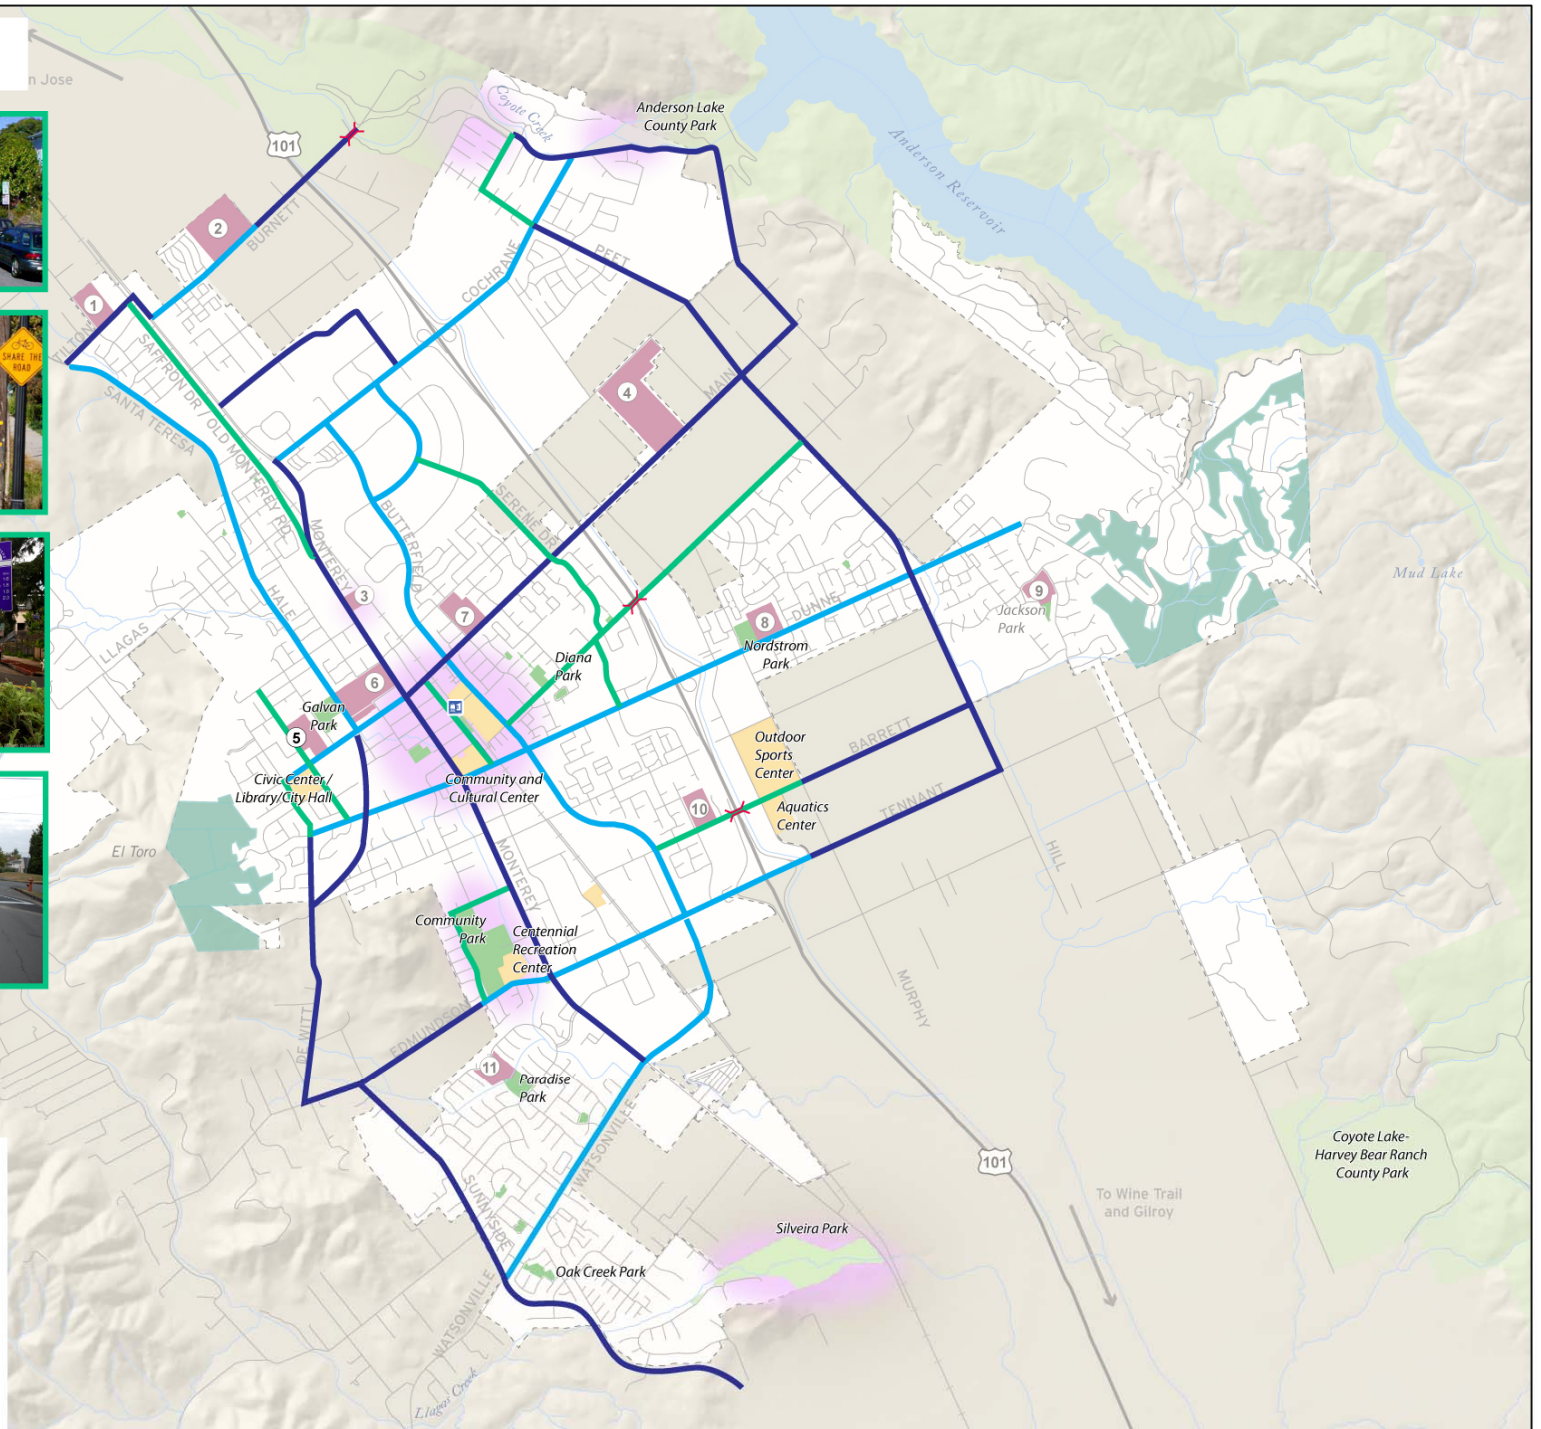 n Jose
101
Coyote Creek
Anderson Lake
County Park
Anderson Reservoir
2
BURNETT
PEET
COCHRANE
1
TILTON
SAFFRON DR / OLD MONTEREY RD
SHARE THE
ROAD
SANTA TERESA
MAIN
4
SERENE DR
MONTEREY
BUTTERFIELD
Mud Lake
HALE
3
7
8
DUNNE
9
Jackson
Park
LLAGAS
Nordstrom
Park
Diana
Park
6
Galvan
Park
5
Outdoor
Sports
Center
BARRETT
Civic Center /
Library/City Hall
Community and
Cultural Center
10
Aquatics
Center
TENNANT
El Toro
HILL
MONTEREY
Community
Park
Centennial
Recreation
Center
MURPHY
DE WITT
EDMUNDSON
11
Paradise
Park
WATSONVILLE
Coyote Lake-
Harvey Bear Ranch
County Park
101
To Wine Trail
and Gilroy
SUNNYSIDE
Silveira Park
Oak Creek Park
WATSONVILLE
Llagas Creek